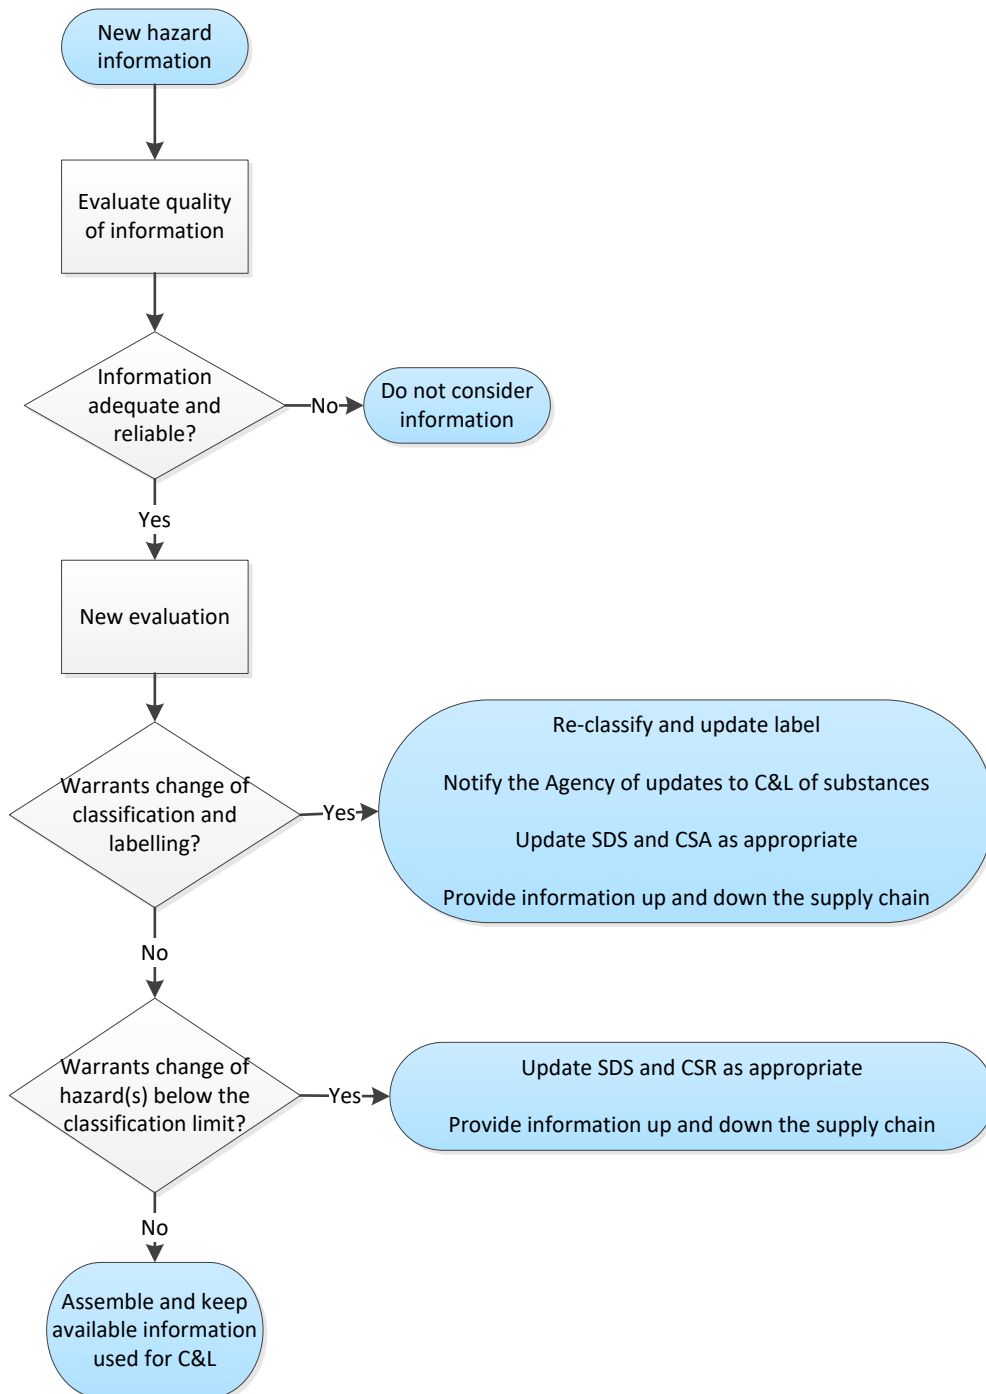 New hazard
information
Evaluate quality
of information
Information
adequate and
reliable?
No
Do not consider
information
Yes
New evaluation
Warrants change of
classification and
labelling?
Yes
Re-classify and update label
Notify the Agency of updates to C&L of substances
Update SDS and CSA as appropriate
Provide information up and down the supply chain
No
Warrants change of
hazard(s) below the
classification limit?
Yes
Update SDS and CSR as appropriate
Provide information up and down the supply chain
No
Assemble and keep
available information
used for C&L